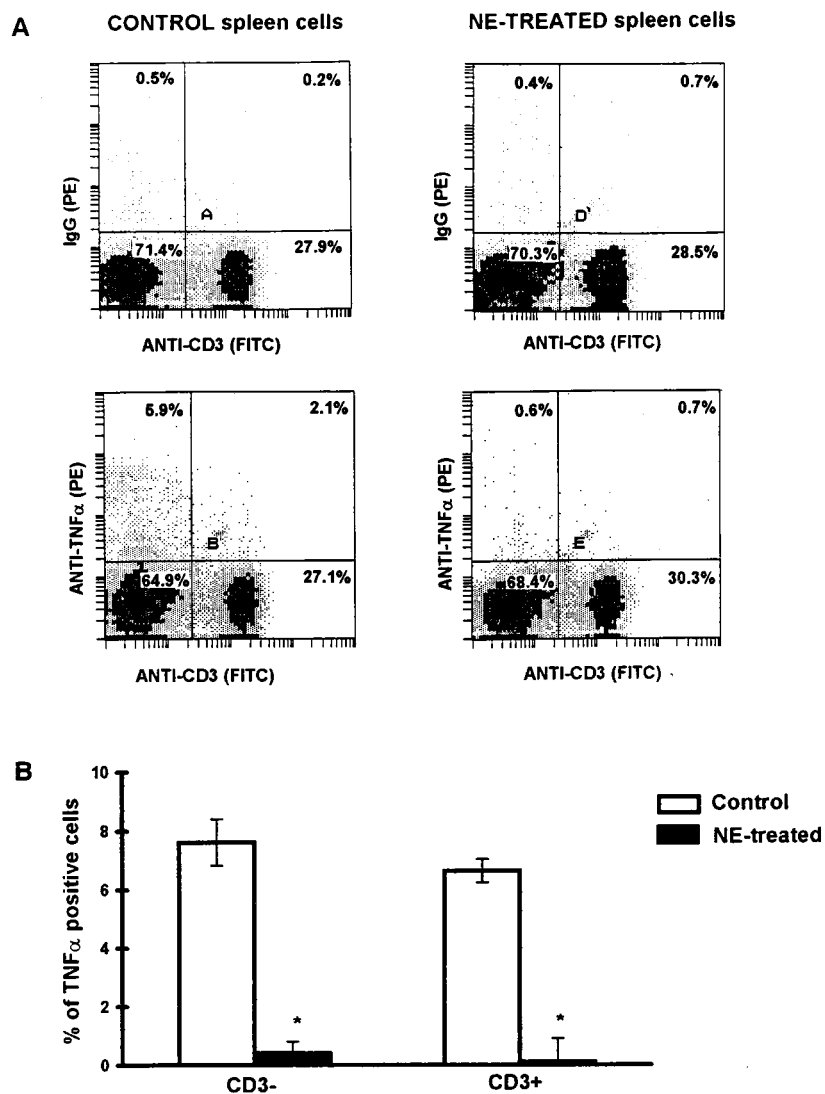 A
CONTROL spleen cells
NE-TREATED spleen cells
0.5%
0.2%
A
71.4%
27.9%
IgG (PE)
ANTI-CD3 (FITC)
0.4%
0.7%
D
70.3%
28.5%
IgG (PE)
ANTI-CD3 (FITC)
5.9%
2.1%
B
64.9%
27.1%
ANTI-TNFα (PE)
ANTI-CD3 (FITC)
0.6%
0.7%
E
68.4%
30.3%
ANTI-TNFα (PE)
ANTI-CD3 (FITC)
B
% of TNFα positive cells
10
8
6
4
2
0
*
*
CD3-
CD3+
Control
NE-treated